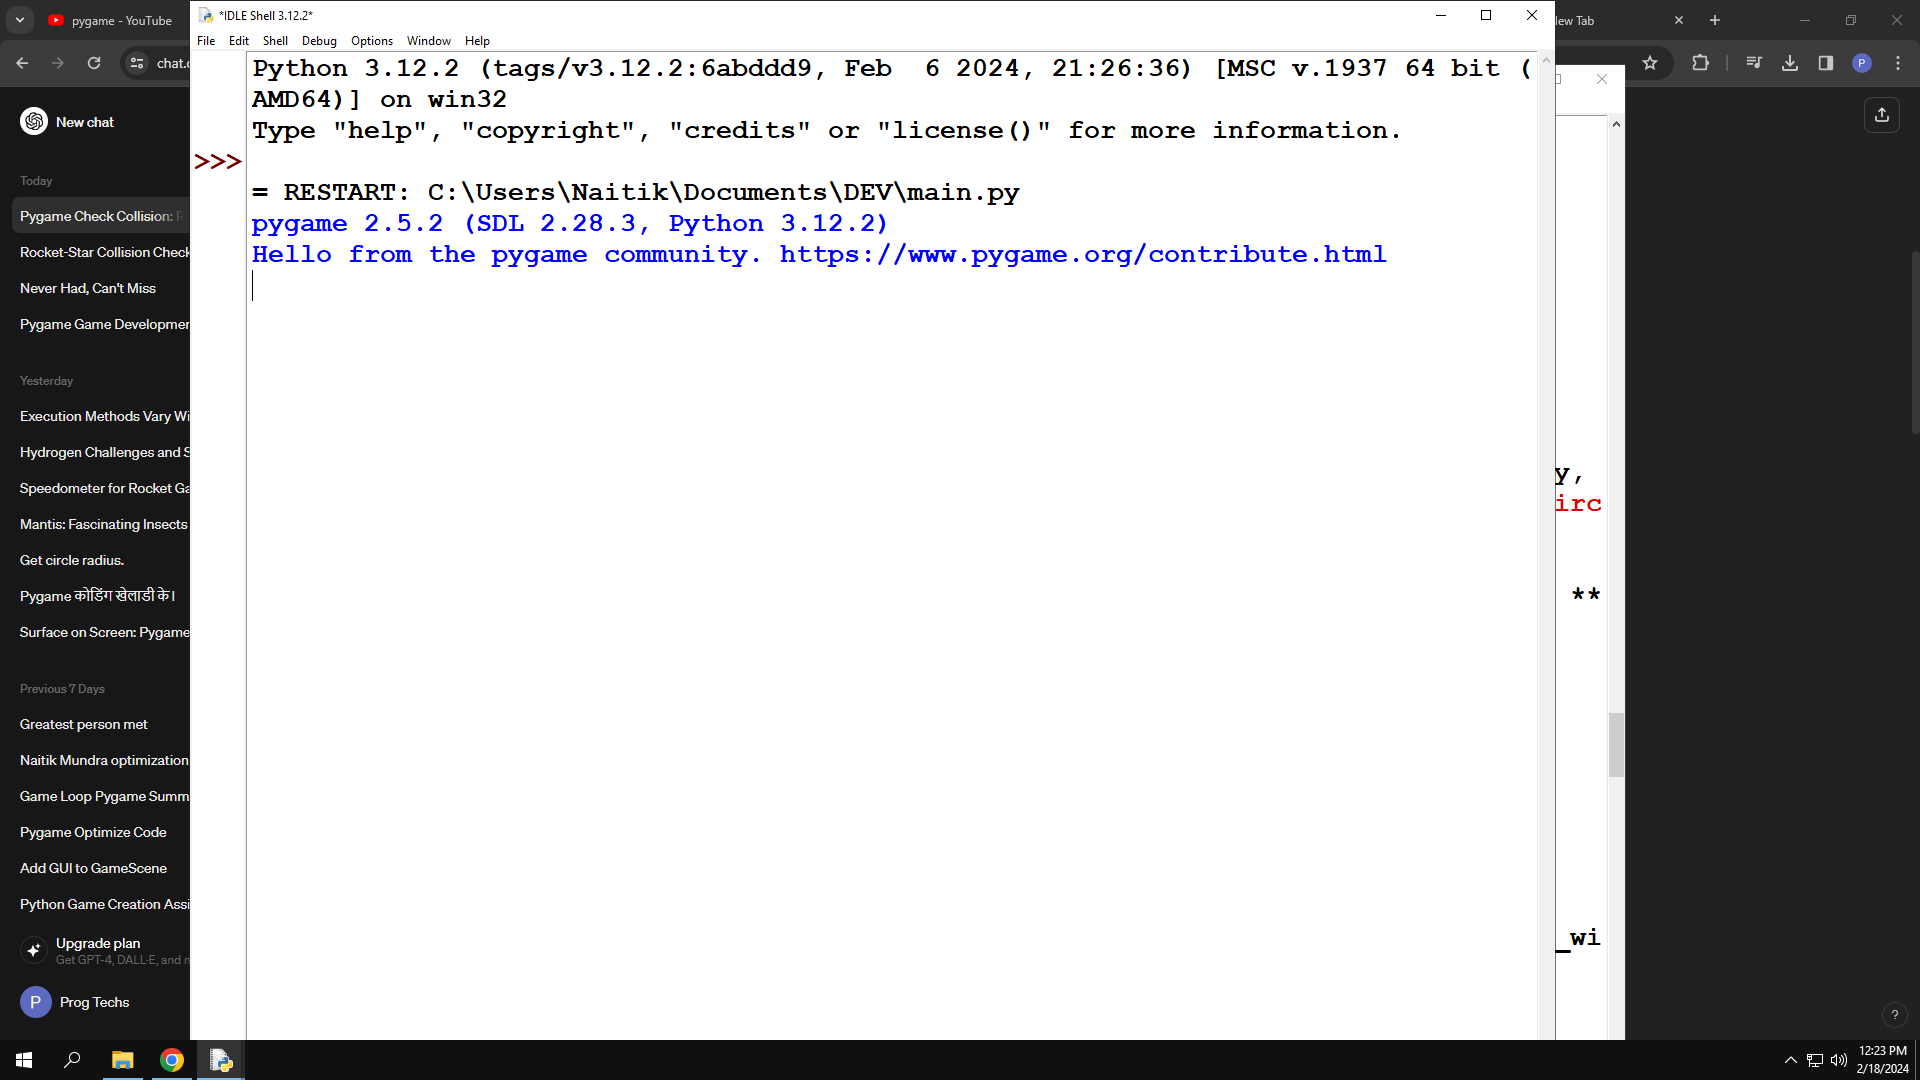 pygame - YouTube
*IDLE Shell 3.12.2*
New Tab
File Edit Shell Debug Options Window Help
Python 3.12.2 (tags/v3.12.2:6abddd9, Feb  6 2024, 21:26:36) [MSC v.1937 64 bit (
AMD64)] on win32
Type "help", "copyright", "credits" or "license()" for more information.
>>>
= RESTART: C:\Users\Naitik\Documents\DEV\main.py
pygame 2.5.2 (SDL 2.28.3, Python 3.12.2)
Hello from the pygame community. https://www.pygame.org/contribute.html
chat.
P
New chat
Today
Pygame Check Collision:
Rocket-Star Collision Check
Never Had, Can't Miss
Pygame Game Developmen
Yesterday
Execution Methods Vary Wi
Hydrogen Challenges and S
Speedometer for Rocket Ga
Mantis: Fascinating Insects
Get circle radius.
Pygame कोडिंग खेलाडी के।
Surface on Screen: Pygame
Previous 7 Days
Greatest person met
Naitik Mundra optimization
Game Loop Pygame Summ
Pygame Optimize Code
Add GUI to GameScene
Python Game Creation Assi
Upgrade plan
Get GPT-4, DALL·E, and m
P Prog Techs
y,
irc
**
_wi
?
12:23 PM
2/18/2024